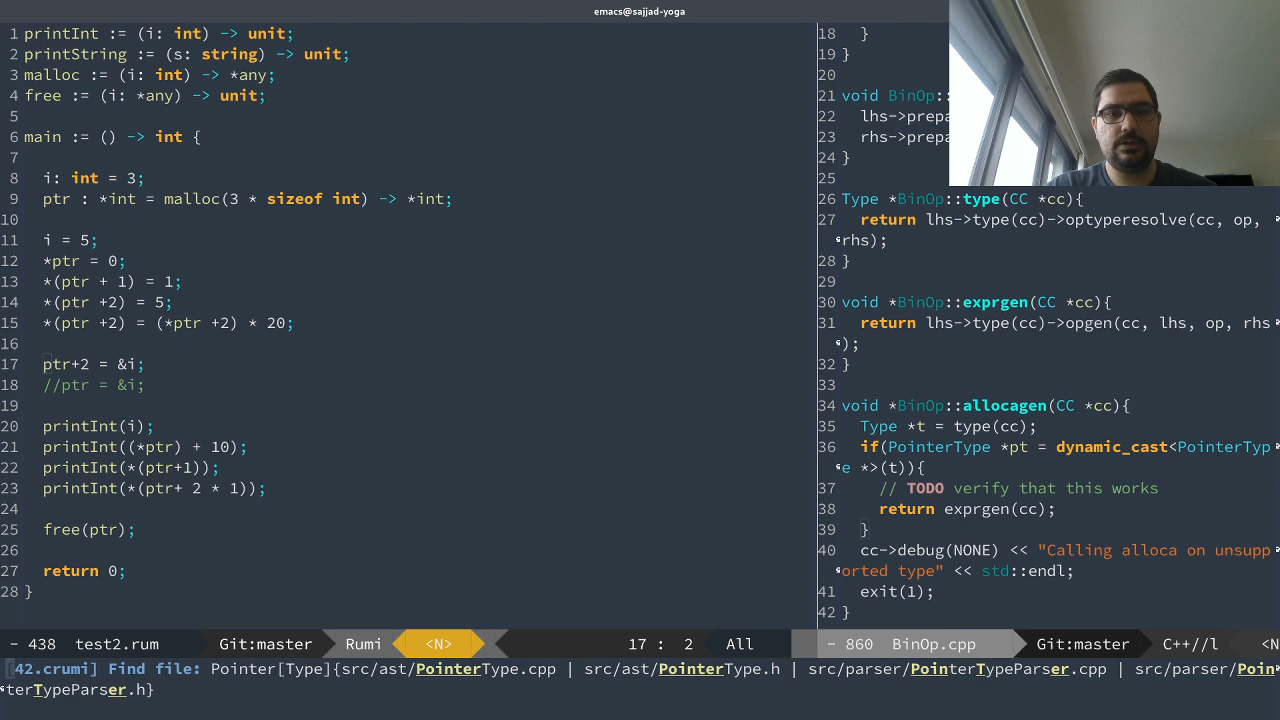 emacs@sajjad-yoga
1 printInt := (i: int) -> unit;
2 printString := (s: string) -> unit;
3 malloc := (i: int) -> *any;
4 free := (i: *any) -> unit;
5
6 main := () -> int {
7
8 i: int = 3;
9 ptr : *int = malloc(3 * sizeof int) -> *int;
10
11 i = 5;
12 *ptr = 0;
13 *(ptr + 1) = 1;
14 *(ptr +2) = 5;
15 *(ptr +2) = (*ptr +2) * 20;
16
17 ptr+2 = &i;
18 //ptr = &i;
19
20 printInt(i);
21 printInt((*ptr) + 10);
22 printInt(*(ptr+1));
23 printInt(*(ptr+ 2 * 1));
24
25 free(ptr);
26
27 return 0;
28 }
18 }
19 }
20
21 void BinOp::
22 lhs->prepa
23 rhs->prepa
24 }
25
26 Type *BinOp::type(CC *cc){
27 return lhs->type(cc)->optyperesolve(cc, op,
rhs);
28 }
29
30 void *BinOp::exprgen(CC *cc){
31 return lhs->type(cc)->opgen(cc, lhs, op, rhs
);
32 }
33
34 void *BinOp::allocagen(CC *cc){
35 Type *t = type(cc);
36 if(PointerType *pt = dynamic_cast<PointerTyp
e *>(t)){
37 // TODO verify that this works
38 return exprgen(cc);
39 }
40 cc->debug(NONE) << "Calling alloca on unsupp
orted type" << std::endl;
41 exit(1);
42 }
- 438 test2.rum Git:master Rumi <N> 17 : 2 All
- 860 BinOp.cpp Git:master C++//l <N
[42.crumi] Find file: Pointer[Type]{src/ast/PointerType.cpp | src/ast/PointerType.h | src/parser/PointerTypeParser.cpp | src/parser/Poin
terTypeParser.h}